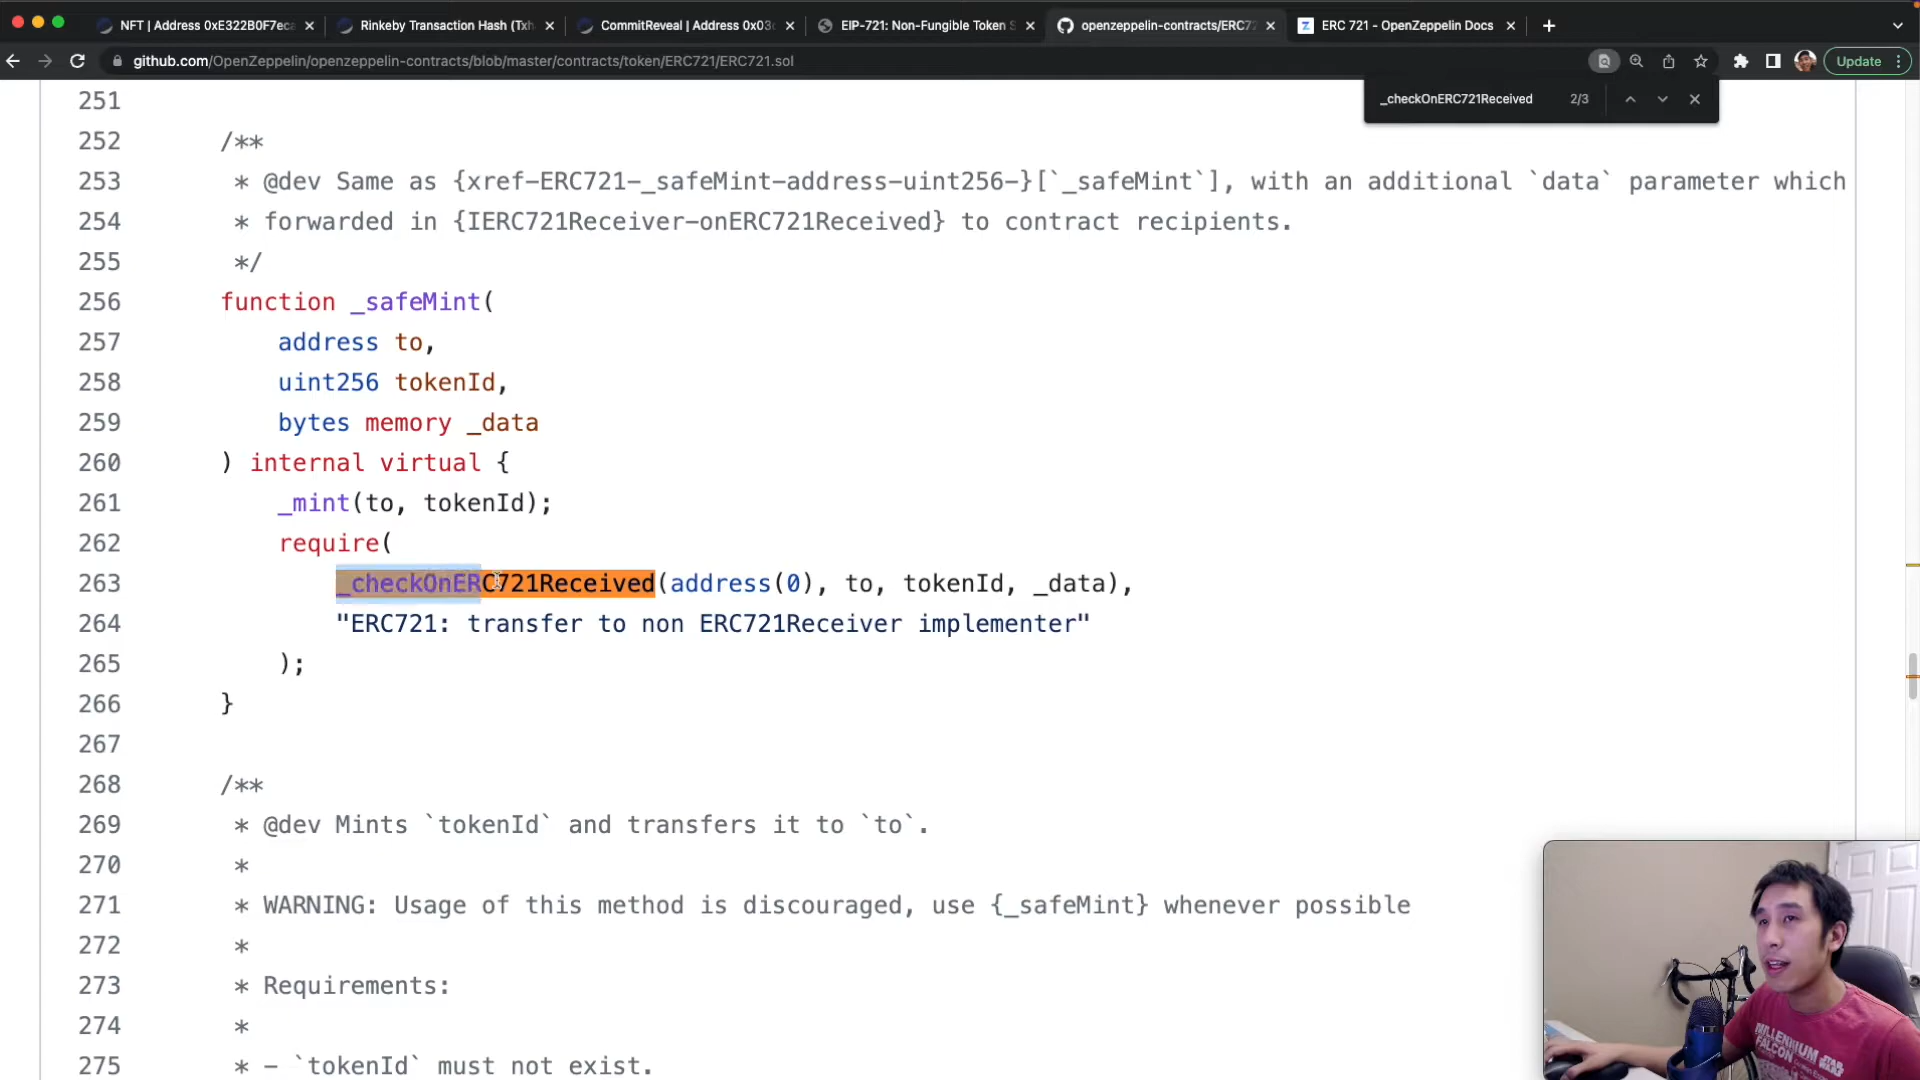 NFT | Address 0xE322B0F7eca
Rinkeby Transaction Hash (Txh
CommitReveal | Address 0x03
EIP-721: Non-Fungible Token S
openzeppelin-contracts/ERC72
ERC 721 - OpenZeppelin Docs
github.com/OpenZeppelin/openzeppelin-contracts/blob/master/contracts/token/ERC721/ERC721.sol
Update
_checkOnERC721Received 2/3
251
252 /**
253 * @dev Same as {xref-ERC721-_safeMint-address-uint256-}[`_safeMint`], with an additional `data` parameter which
254 * forwarded in {IERC721Receiver-onERC721Received} to contract recipients.
255 */
256 function _safeMint(
257 address to,
258 uint256 tokenId,
259 bytes memory _data
260 ) internal virtual {
261 _mint(to, tokenId);
262 require(
263 _checkOnERC721Received(address(0), to, tokenId, _data),
264 "ERC721: transfer to non ERC721Receiver implementer"
265 );
266 }
267
268 /**
269 * @dev Mints `tokenId` and transfers it to `to`.
270 *
271 * WARNING: Usage of this method is discouraged, use {_safeMint} whenever possible
272 *
273 * Requirements:
274 *
275 * - `tokenId` must not exist.
MILLENNIUM
FALCON
STAR
WARS